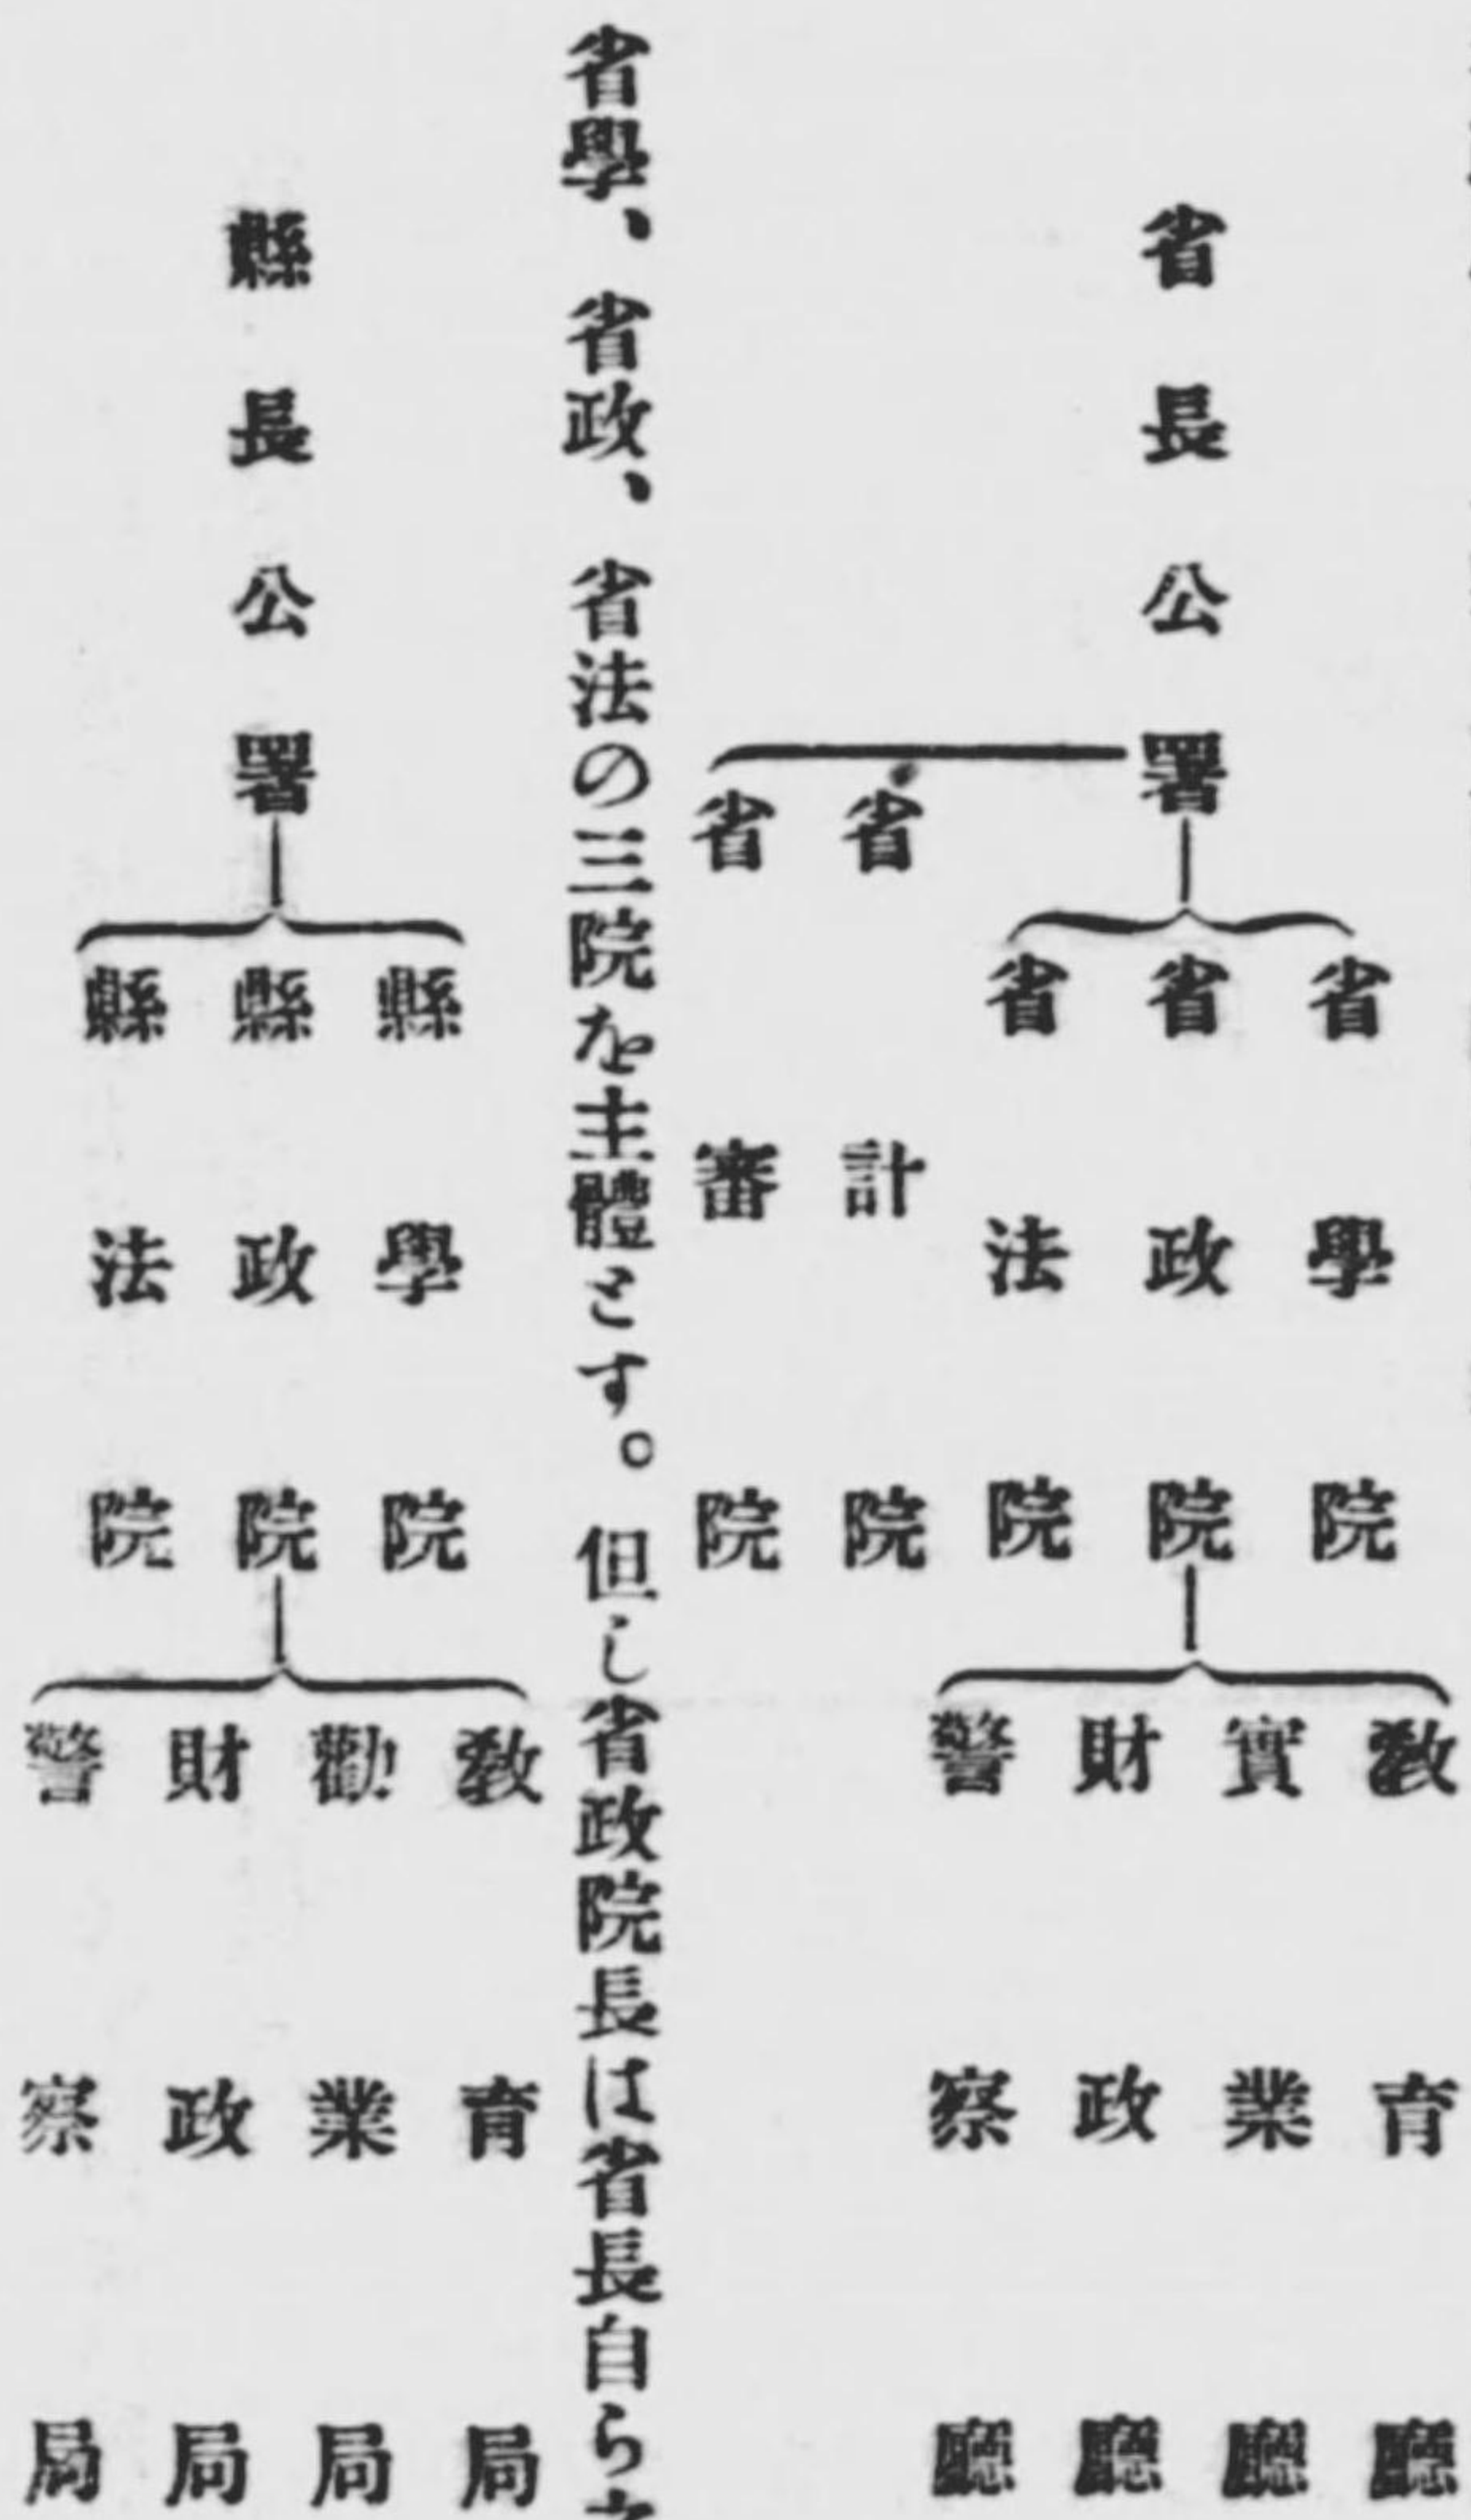 省長公署
省學院
省政院
省法院
教育廳
實業廳
財政廳
警察廳
省計院
省審院
省學、省政、省法の三院を主體とす。但し省政院長は省長自ら
縣長公署
縣學院
縣政院
縣法院
教育局
勸業局
財政局
警察局